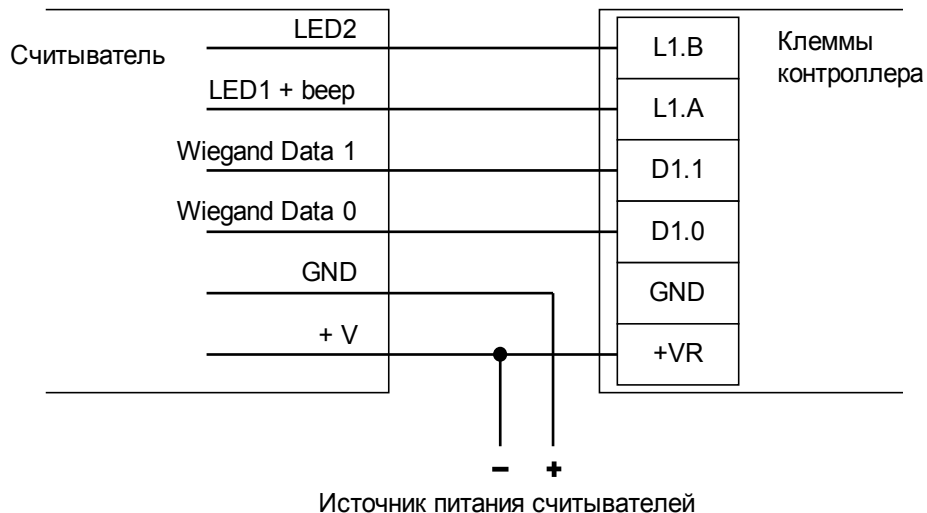 Считыватель
LED2
LED1 + beep
Wiegand Data 1
Wiegand Data 0
GND
+ V
L1.B
L1.A
D1.1
D1.0
GND
+VR
Клеммы
контроллера
– +
Источник питания считывателей